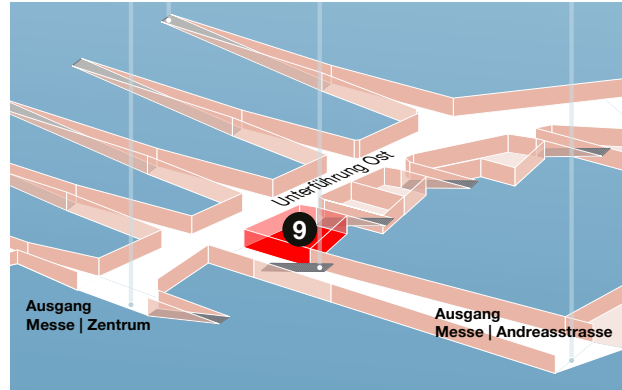 Unterführung Ost
9
Ausgang
Messe | Zentrum
Ausgang
Messe | Andreasstrasse